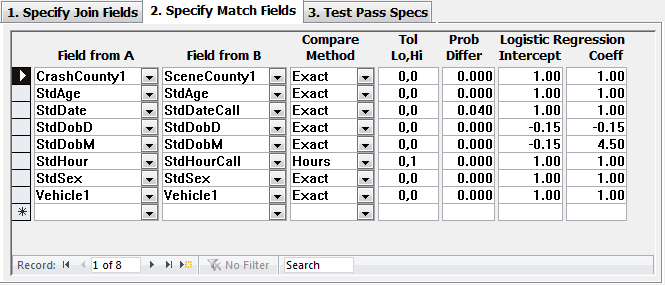 1. Specify Join Fields 2. Specify Match Fields 3. Test Pass Specs
Compare Tol Prob Logistic Regression
Field from A Field from B Method Lo,Hi Differ Intercept Coeff
CrashCounty1 SceneCounty1 Exact 0,0 0.000 1.00 1.00
StdAge StdAge Exact 0,0 0.000 1.00 1.00
StdDate StdDateCall Exact 0,0 0.040 1.00 1.00
StdDobD StdDobD Exact 0,0 0.000 -0.15 -0.15
StdDobM StdDobM Exact 0,0 0.000 -0.15 4.50
StdHour StdHourCall Hours 0,1 0.000 1.00 1.00
StdSex StdSex Exact 0,0 0.000 1.00 1.00
Vehicle1 Vehicle1 Exact 0,0 0.000 1.00 1.00
Record: 1 of 8 No Filter Search